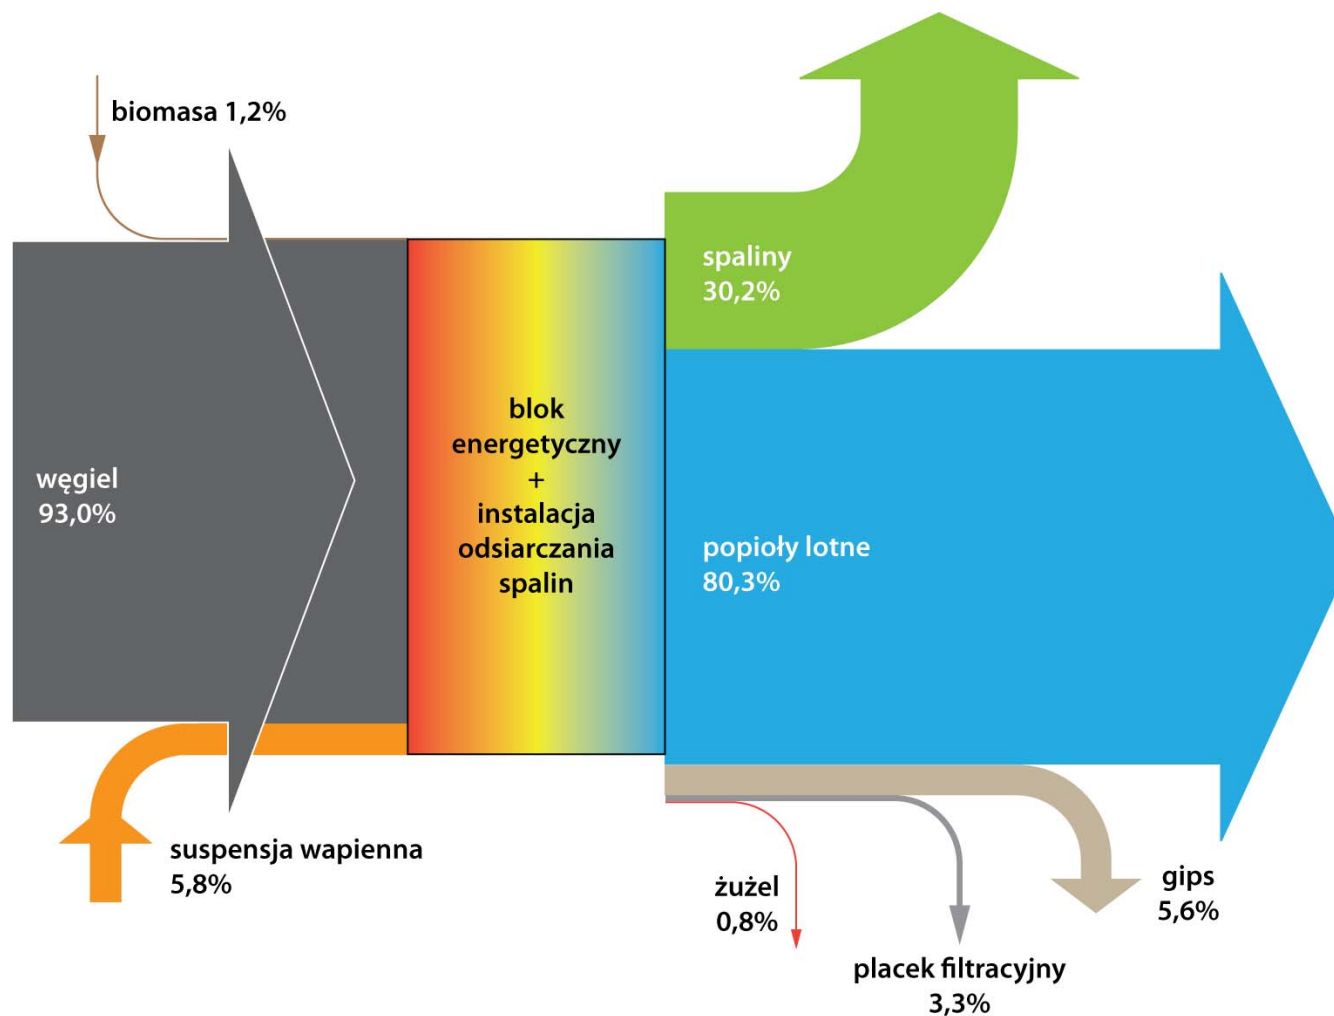 biomasa 1,2%
węgiel
93,0%
suspensja wapienna
5,8%
blok
energetyczny
+
instalacja
odsiarczania
spalin
spaliny
30,2%
popioły lotne
80,3%
żużel
0,8%
placek filtracyjny
3,3%
gips
5,6%